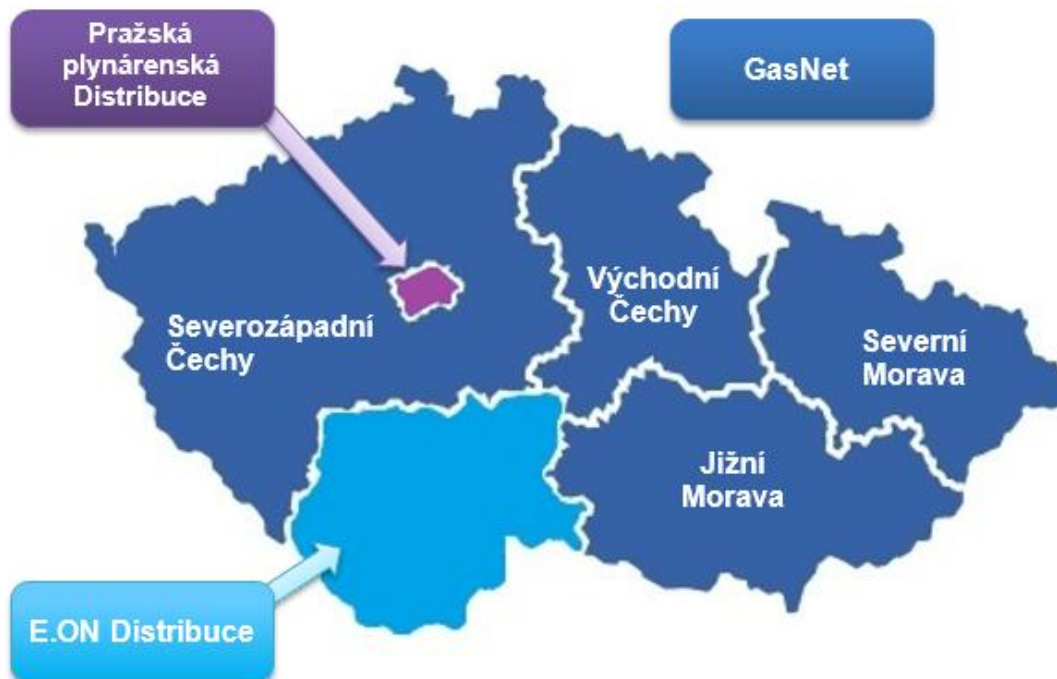 Pražská
plynárenská
Distribuce
GasNet
Východní
Čechy
Severozápadní
Čechy
Severní
Morava
Jižní
Morava
E.ON Distribuce